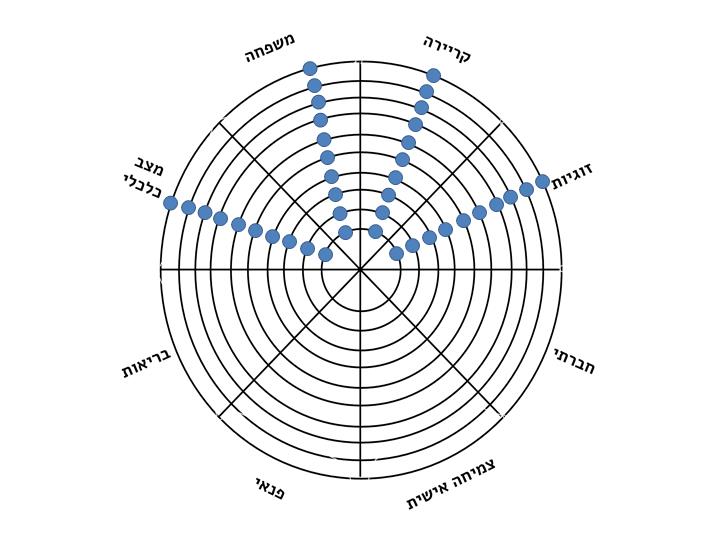 משפחה
קריירה
מצב
כלכלי
זוגיות
בריאות
חברתי
פנאי
צמיחה אישית